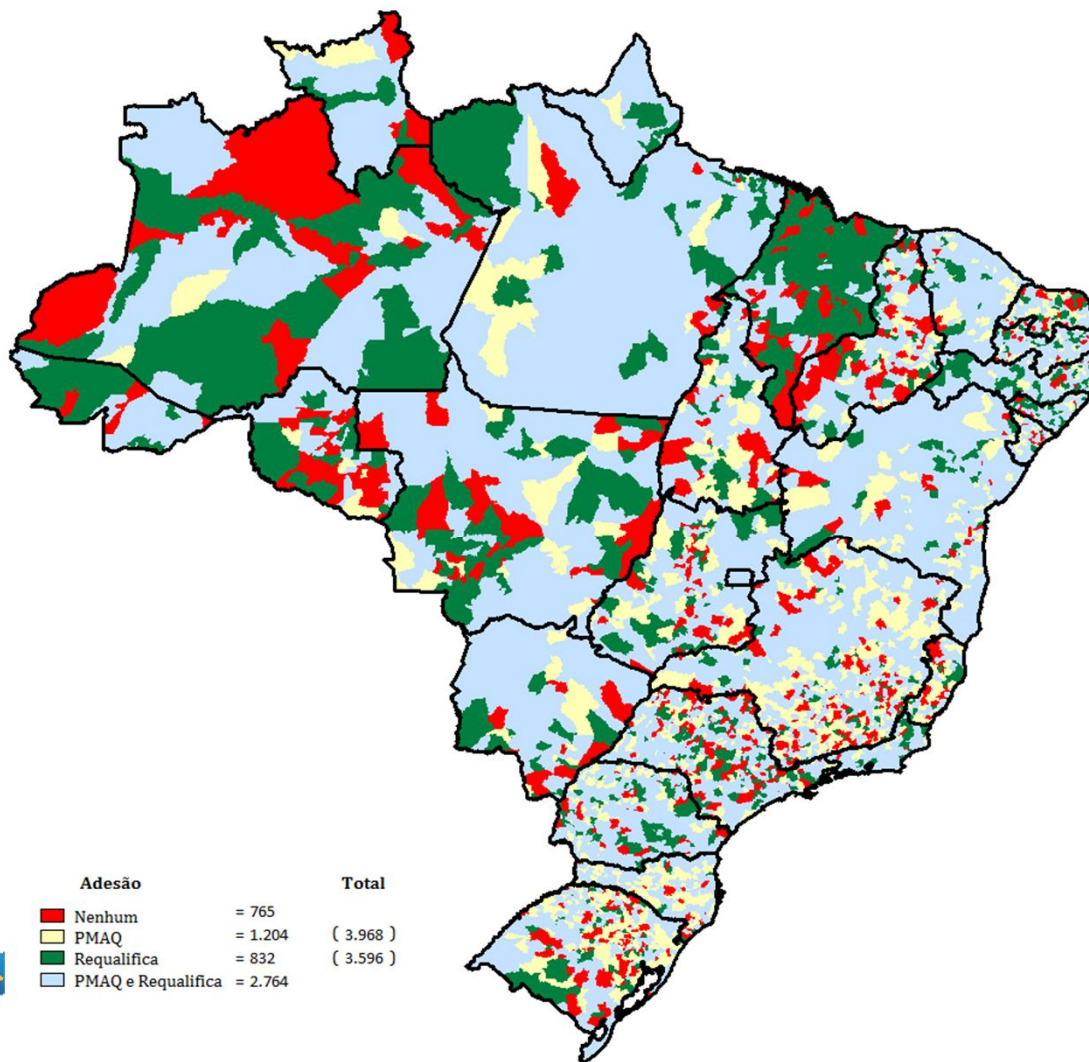 Adesão Total
Nenhum = 765
PMAQ = 1.204 ( 3.968 )
Requalifica = 832 ( 3.596 )
PMAQ e Requalifica = 2.764